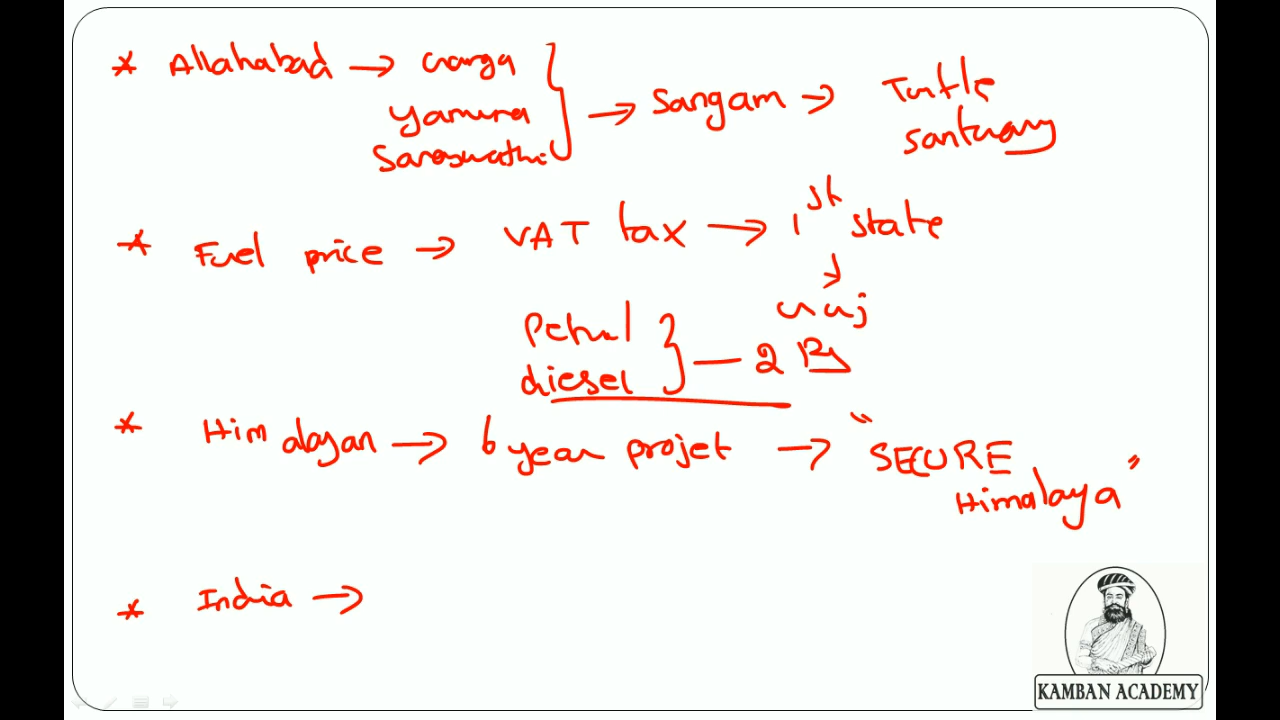 * Allahabad → Ganga
Yamuna
Saraswathi } → Sangam → Turtle
santuary
* Fuel price → VAT tax → 1st state
↓
Guj
Petrol
diesel } — 2 Rs
* Himalayan → 6 year projet → "SECURE
Himalaya"
* India →
KAMBAN ACADEMY